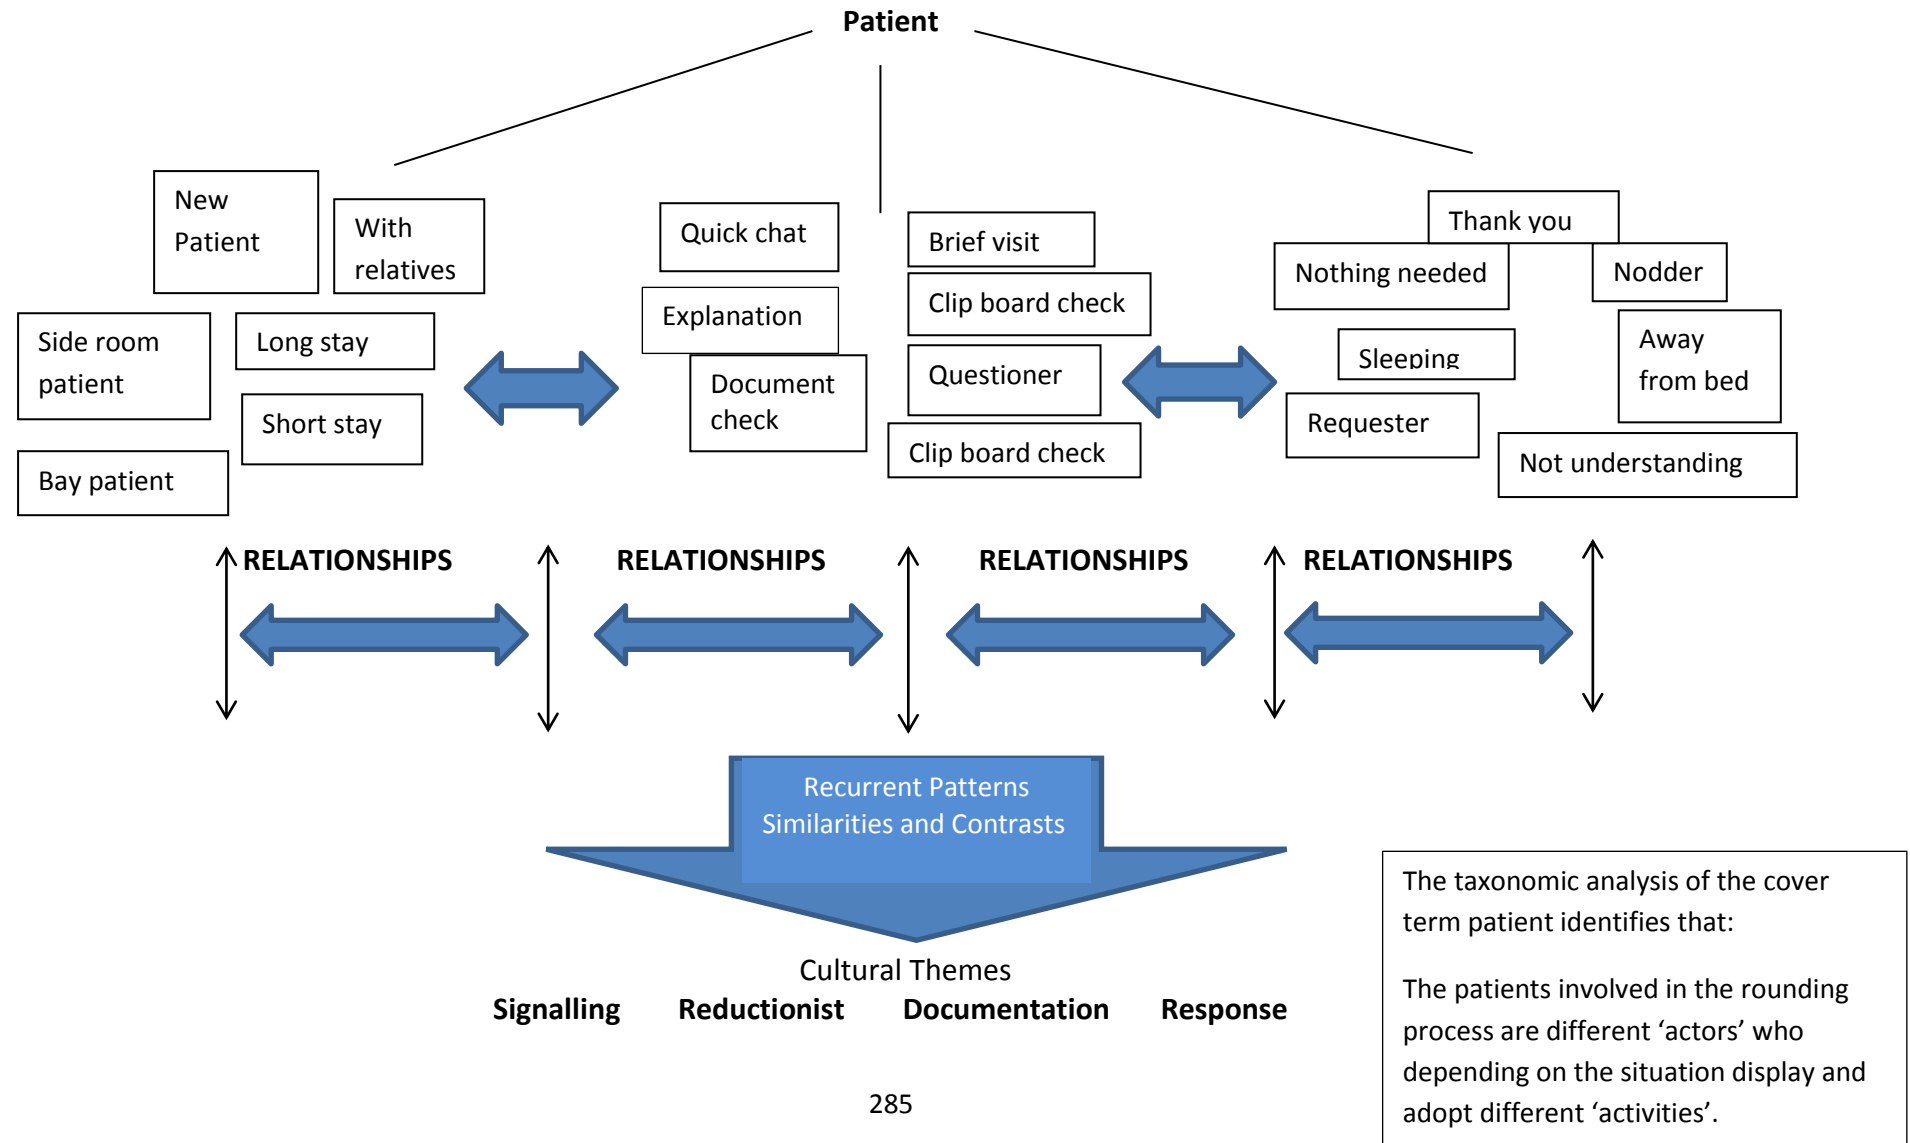 Patient
New
Patient
With
relatives
Side room
patient
Long stay
Short stay
Bay patient
Quick chat
Explanation
Document
check
Brief visit
Clip board check
Questioner
Clip board check
Thank you
Nothing needed
Nodder
Sleeping
Away
from bed
Requester
Not understanding
RELATIONSHIPS
RELATIONSHIPS
RELATIONSHIPS
RELATIONSHIPS
Recurrent Patterns
Similarities and Contrasts
Cultural Themes
Signalling Reductionist Documentation Response
The taxonomic analysis of the cover
term patient identifies that:
The patients involved in the rounding
process are different ‘actors’ who
depending on the situation display and
adopt different ‘activities’.
285